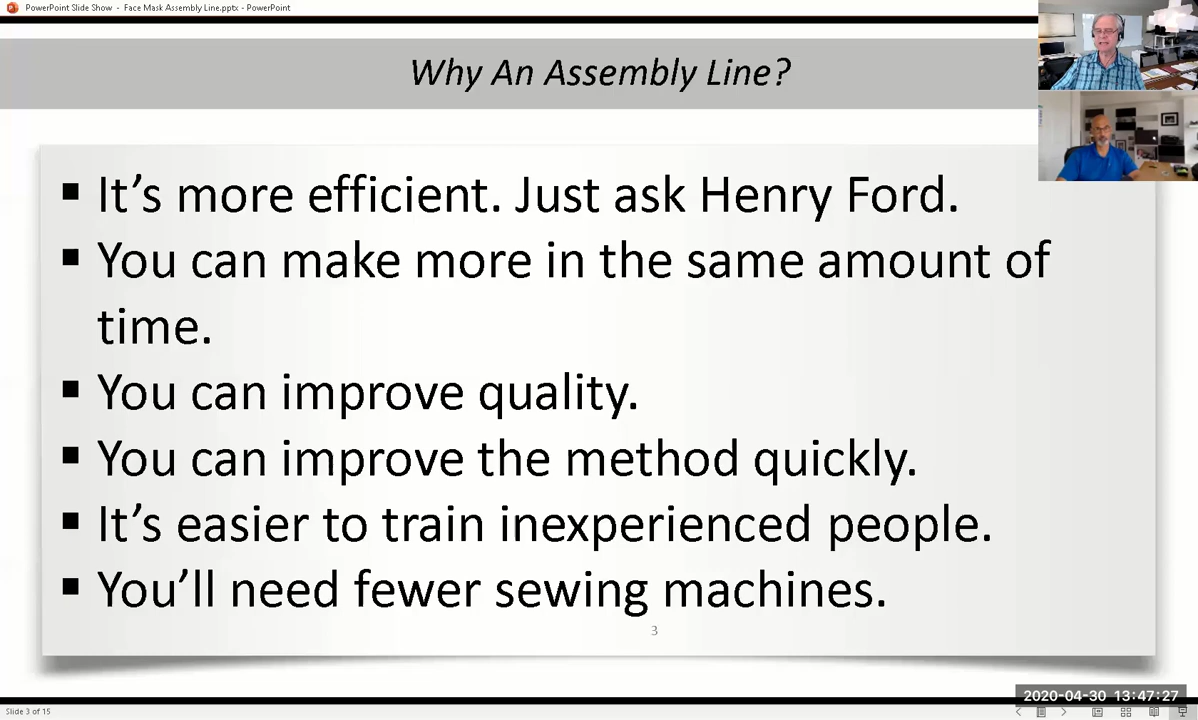 PowerPoint Slide Show - Face Mask Assembly Line.pptx - PowerPoint
Why An Assembly Line?
▪ It’s more efficient. Just ask Henry Ford.
▪ You can make more in the same amount of
time.
▪ You can improve quality.
▪ You can improve the method quickly.
▪ It’s easier to train inexperienced people.
▪ You’ll need fewer sewing machines.
3
2020-04-30 13:47:27
Slide 3 of 15